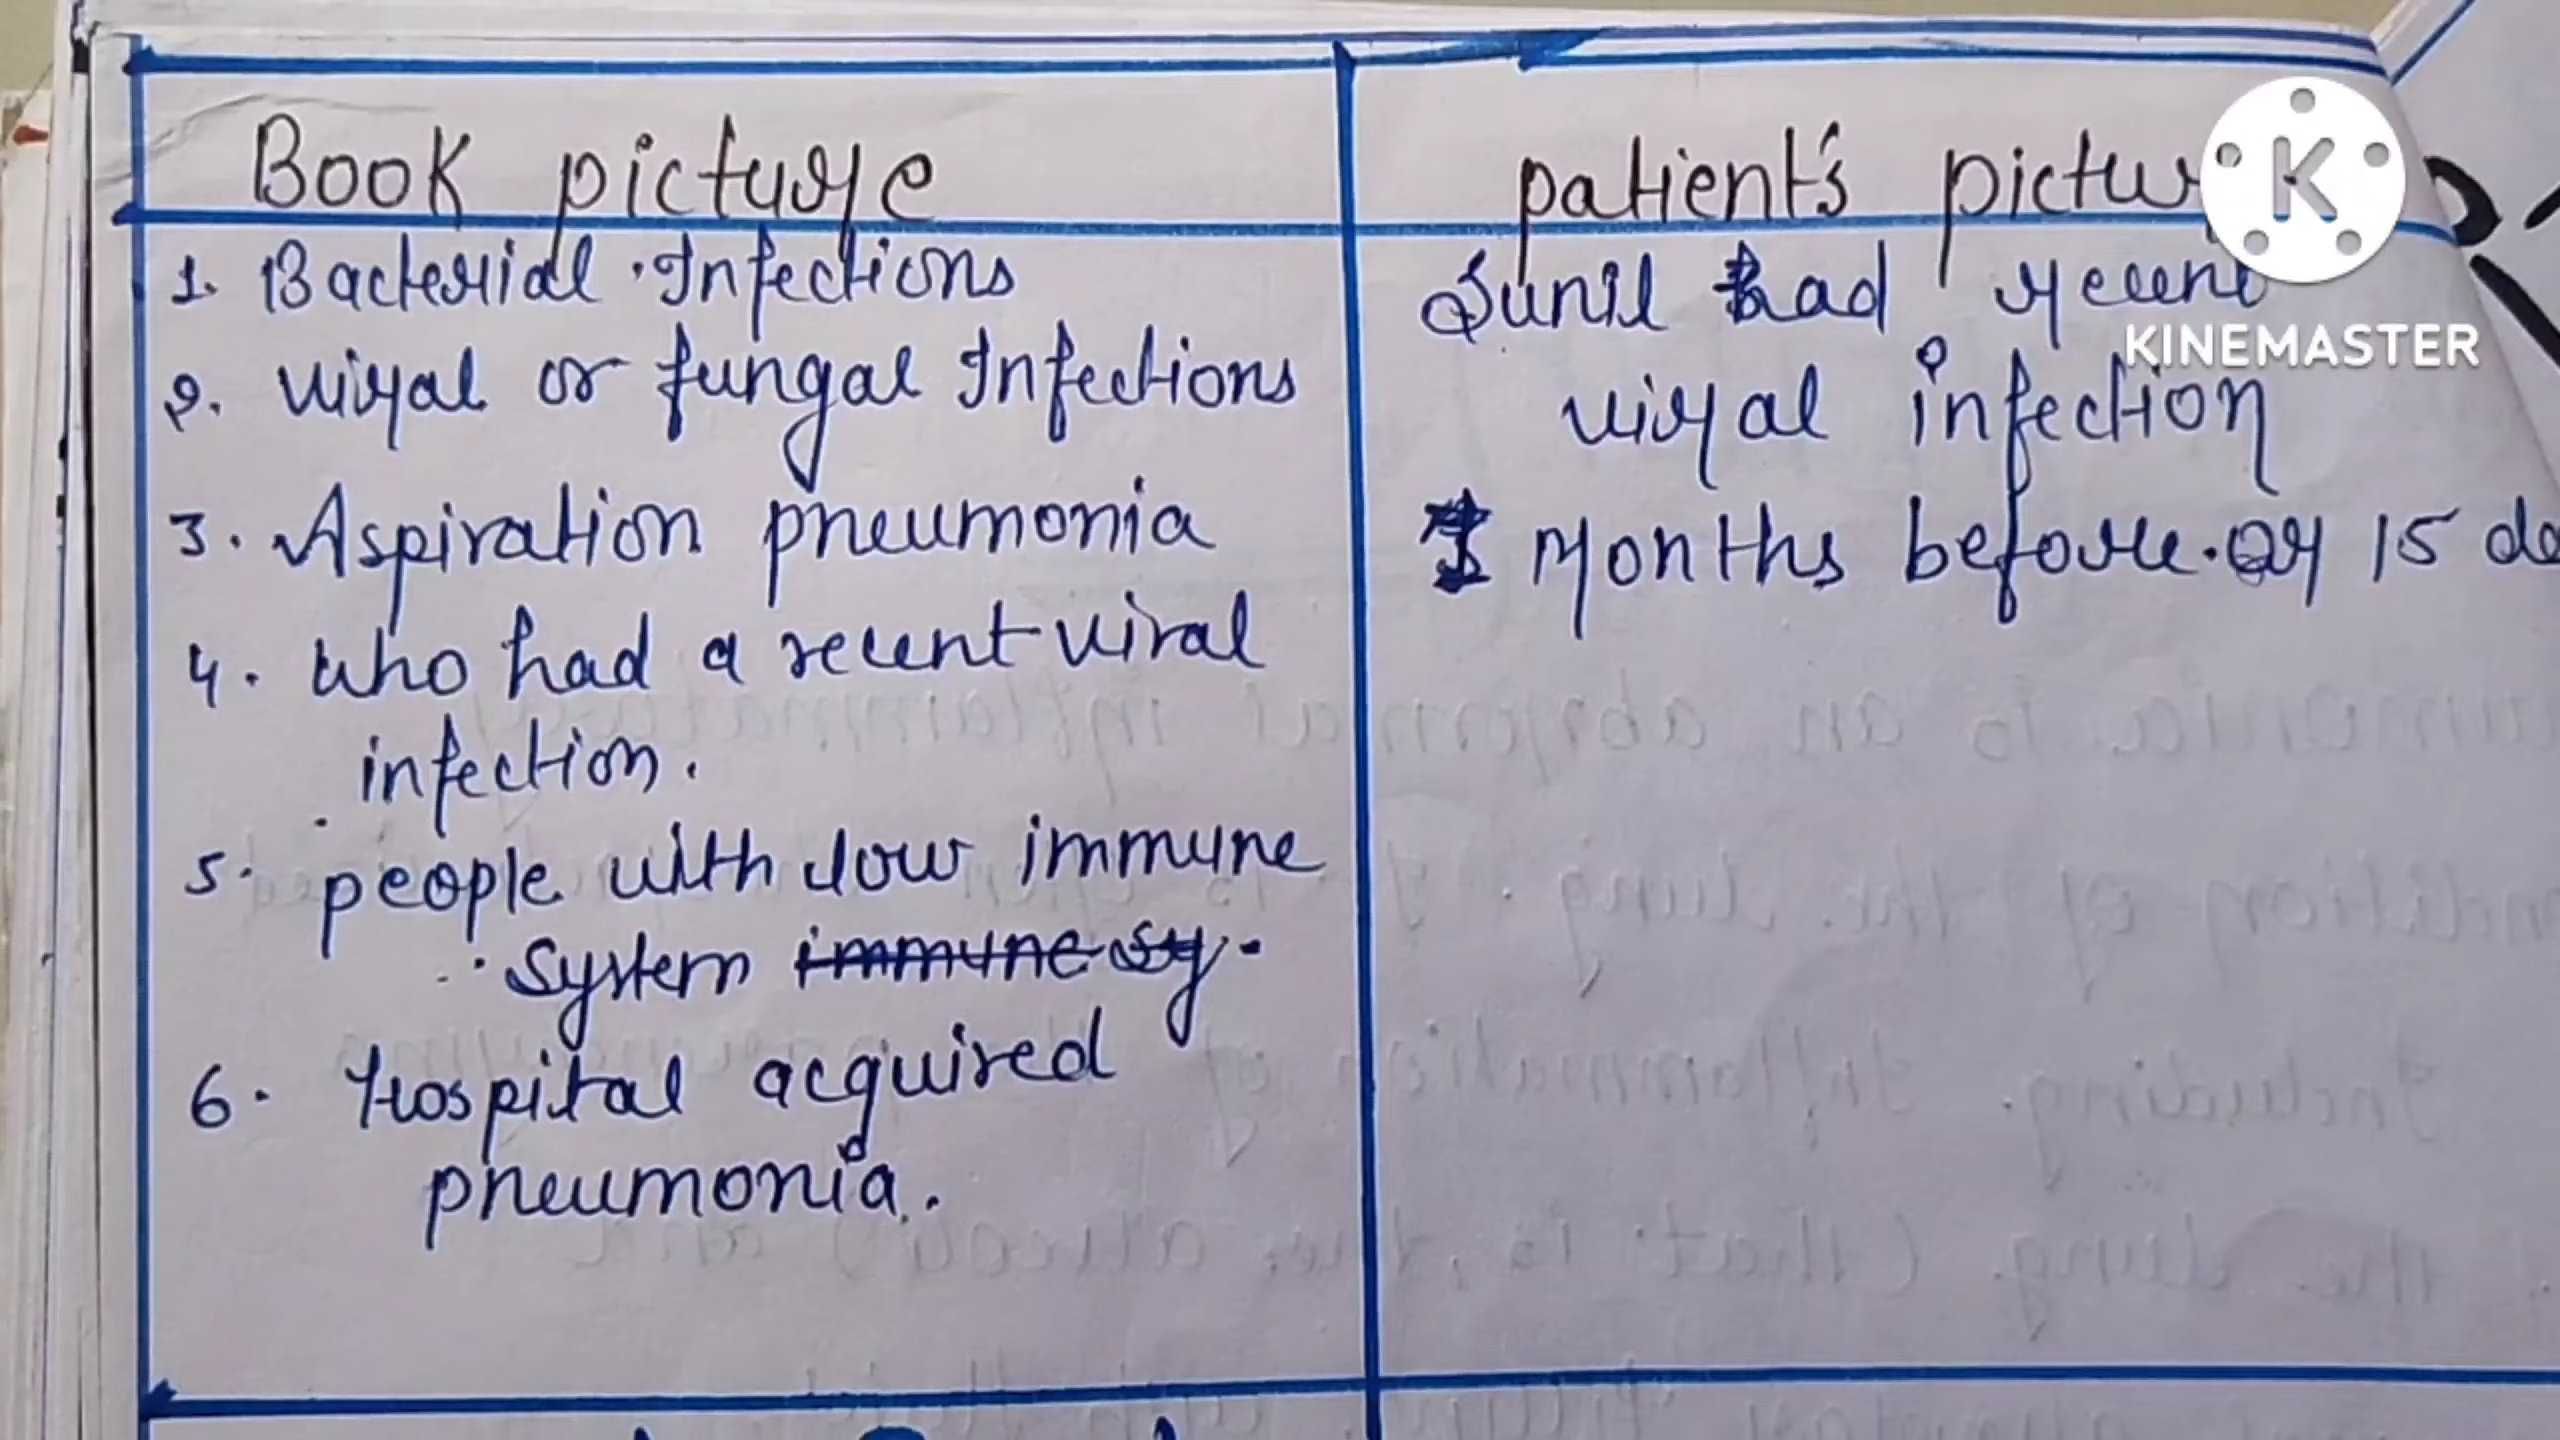 Book picture
1. Bacterial Infections
2. viral or fungal Infections
3. Aspiration pneumonia
4. who had a recent viral
infection.
5. people with low immune
System immune sy.
6. Hospital acquired
pneumonia.
patient's
Sunil had recent
viral infection
Months before. or 15
KINEMASTER